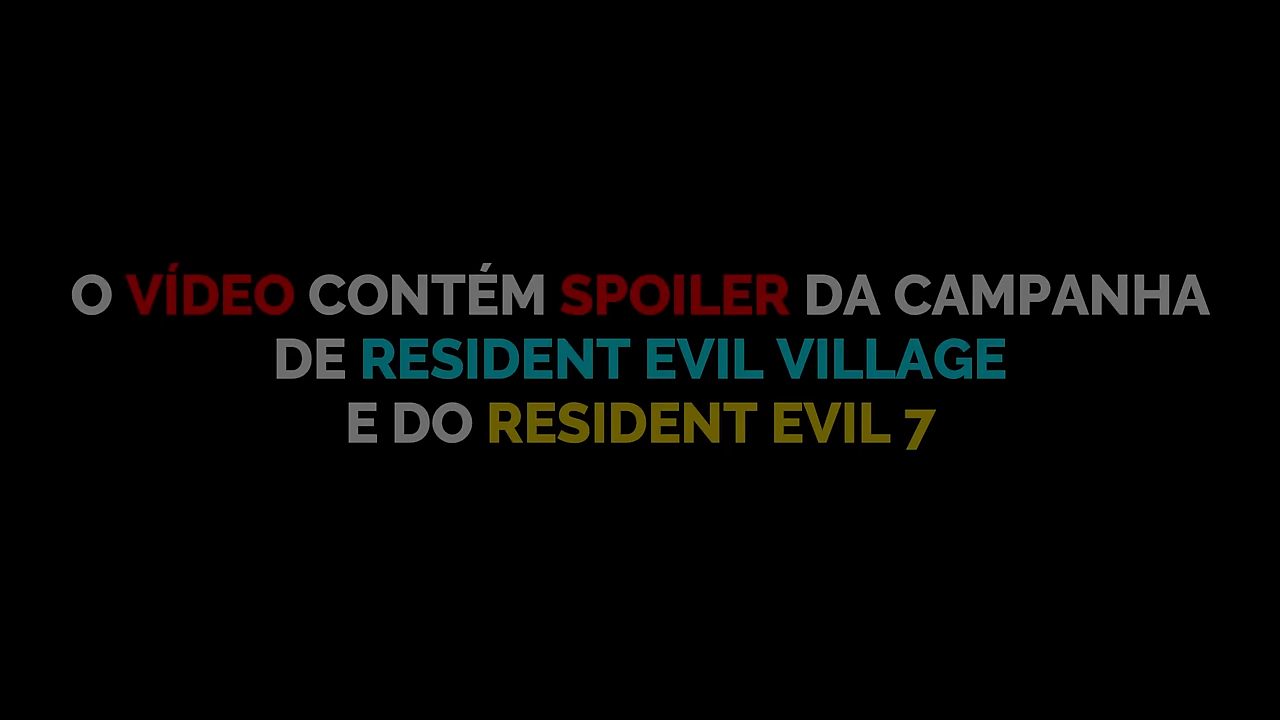 O VÍDEO CONTÉM SPOILER DA CAMPANHA
DE RESIDENT EVIL VILLAGE
E DO RESIDENT EVIL 7